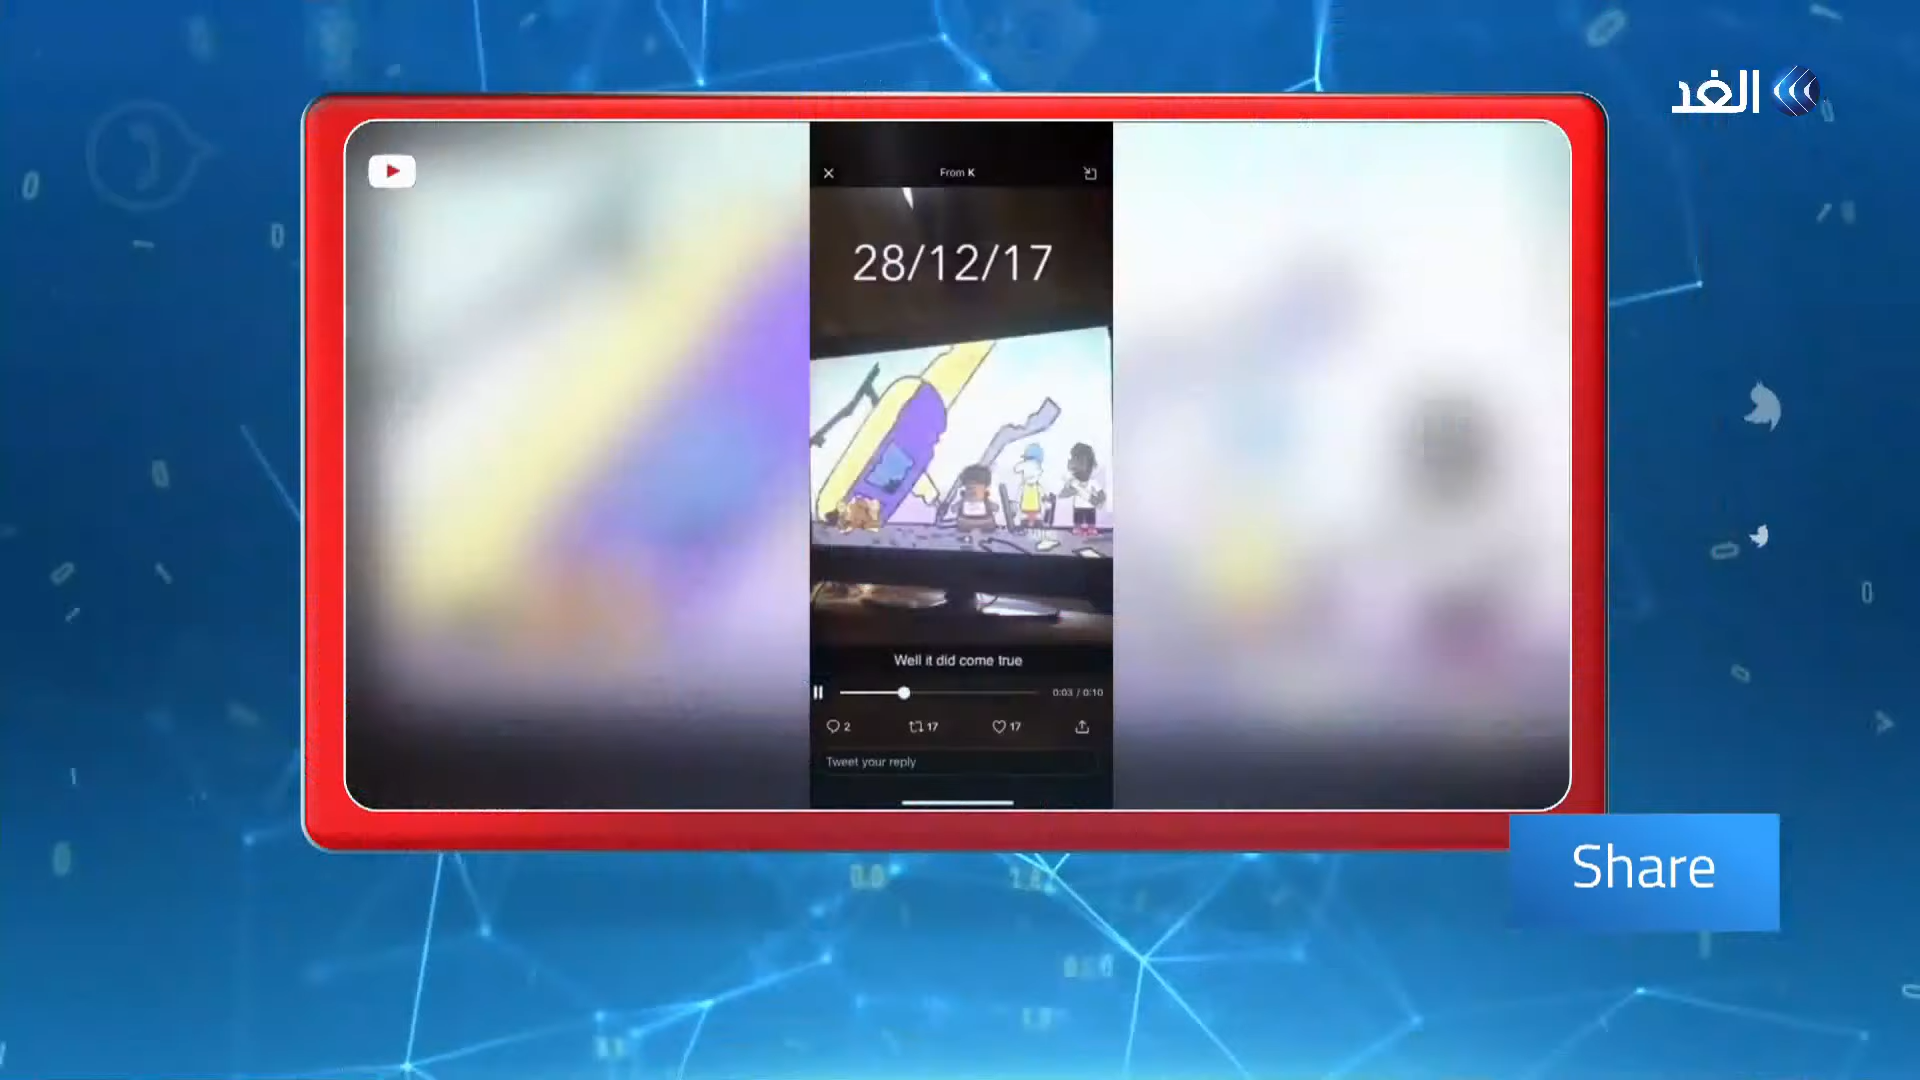 الغد
From K
28/12/17
Well it did come true
0:03 / 0:10
2
17
17
Tweet your reply
Share